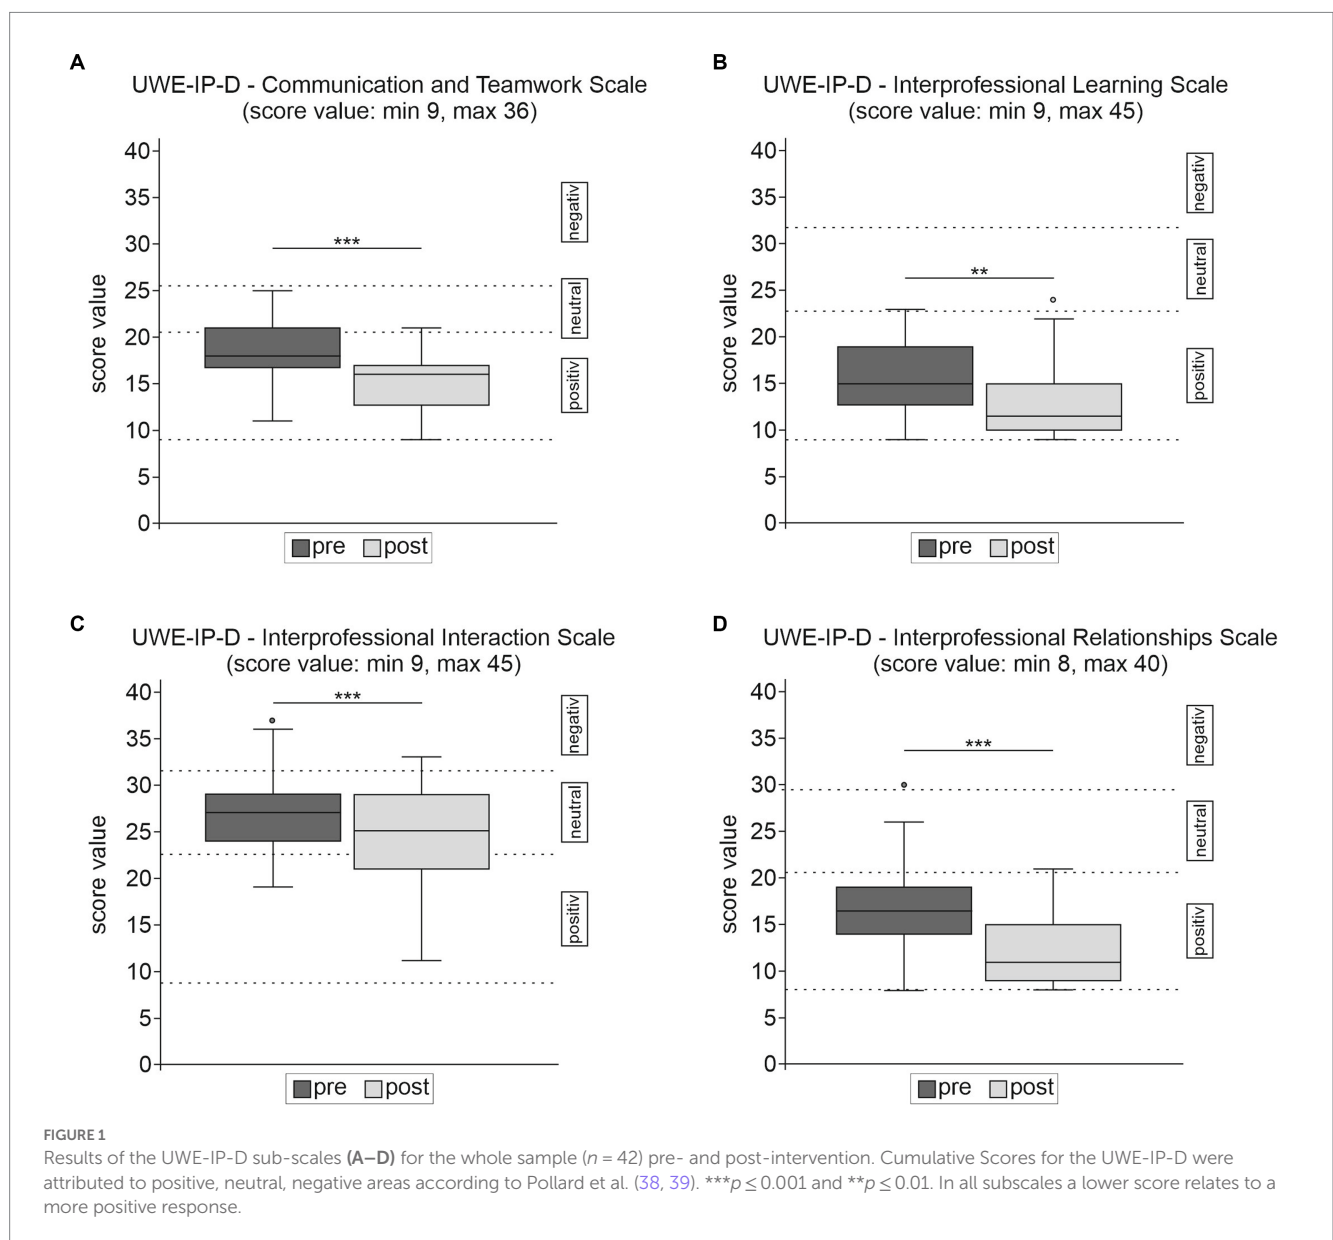 A
UWE-IP-D - Communication and Teamwork Scale
(score value: min 9, max 36)
40
35
30
25
20
15
10
5
0
score value
***
negativ
neutral
positiv
pre post
B
UWE-IP-D - Interprofessional Learning Scale
(score value: min 9, max 45)
40
35
30
25
20
15
10
5
0
score value
**
negativ
neutral
positiv
pre post
C
UWE-IP-D - Interprofessional Interaction Scale
(score value: min 9, max 45)
40
35
30
25
20
15
10
5
0
score value
***
negativ
neutral
positiv
pre post
D
UWE-IP-D - Interprofessional Relationships Scale
(score value: min 8, max 40)
40
35
30
25
20
15
10
5
0
score value
***
negativ
neutral
positiv
pre post
FIGURE 1
Results of the UWE-IP-D sub-scales (A–D) for the whole sample (n = 42) pre- and post-intervention. Cumulative Scores for the UWE-IP-D were
attributed to positive, neutral, negative areas according to Pollard et al. (38, 39). ***p ≤ 0.001 and **p ≤ 0.01. In all subscales a lower score relates to a
more positive response.